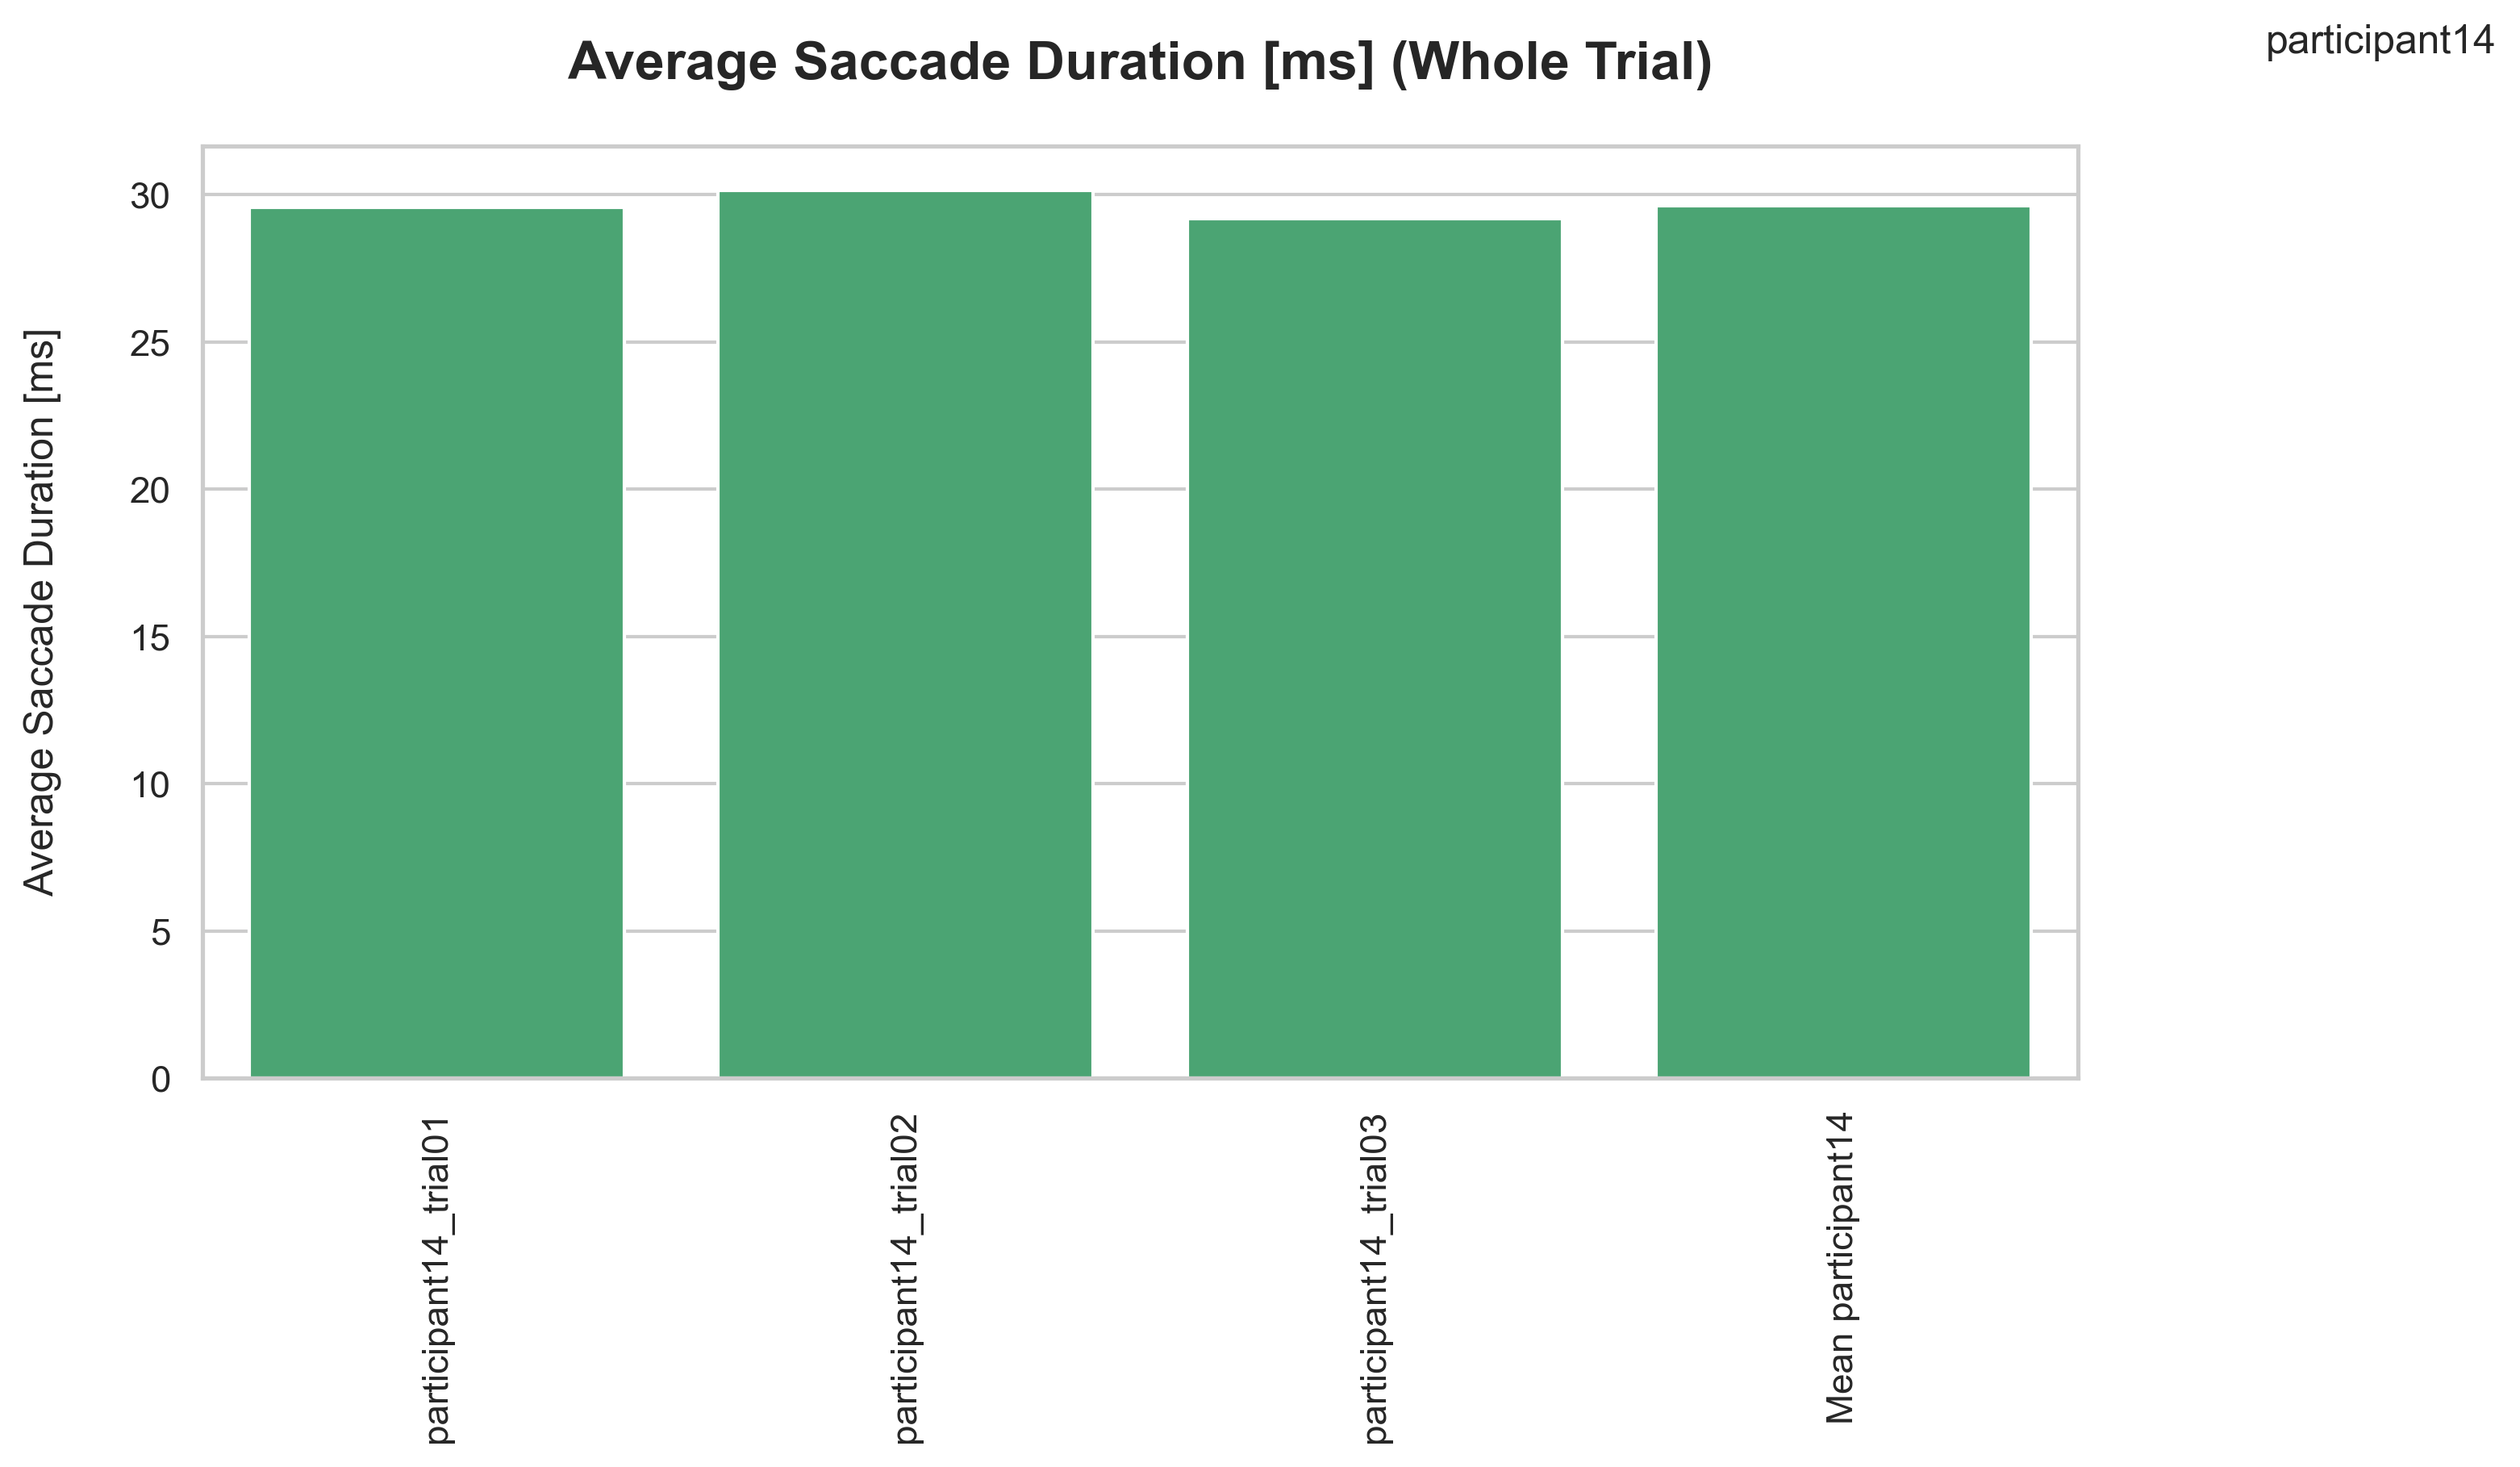 participant14
Average Saccade Duration [ms] (Whole Trial)
Average Saccade Duration [ms]
30
25
20
15
10
5
0
participant14_trial01
participant14_trial02
participant14_trial03
Mean participant14